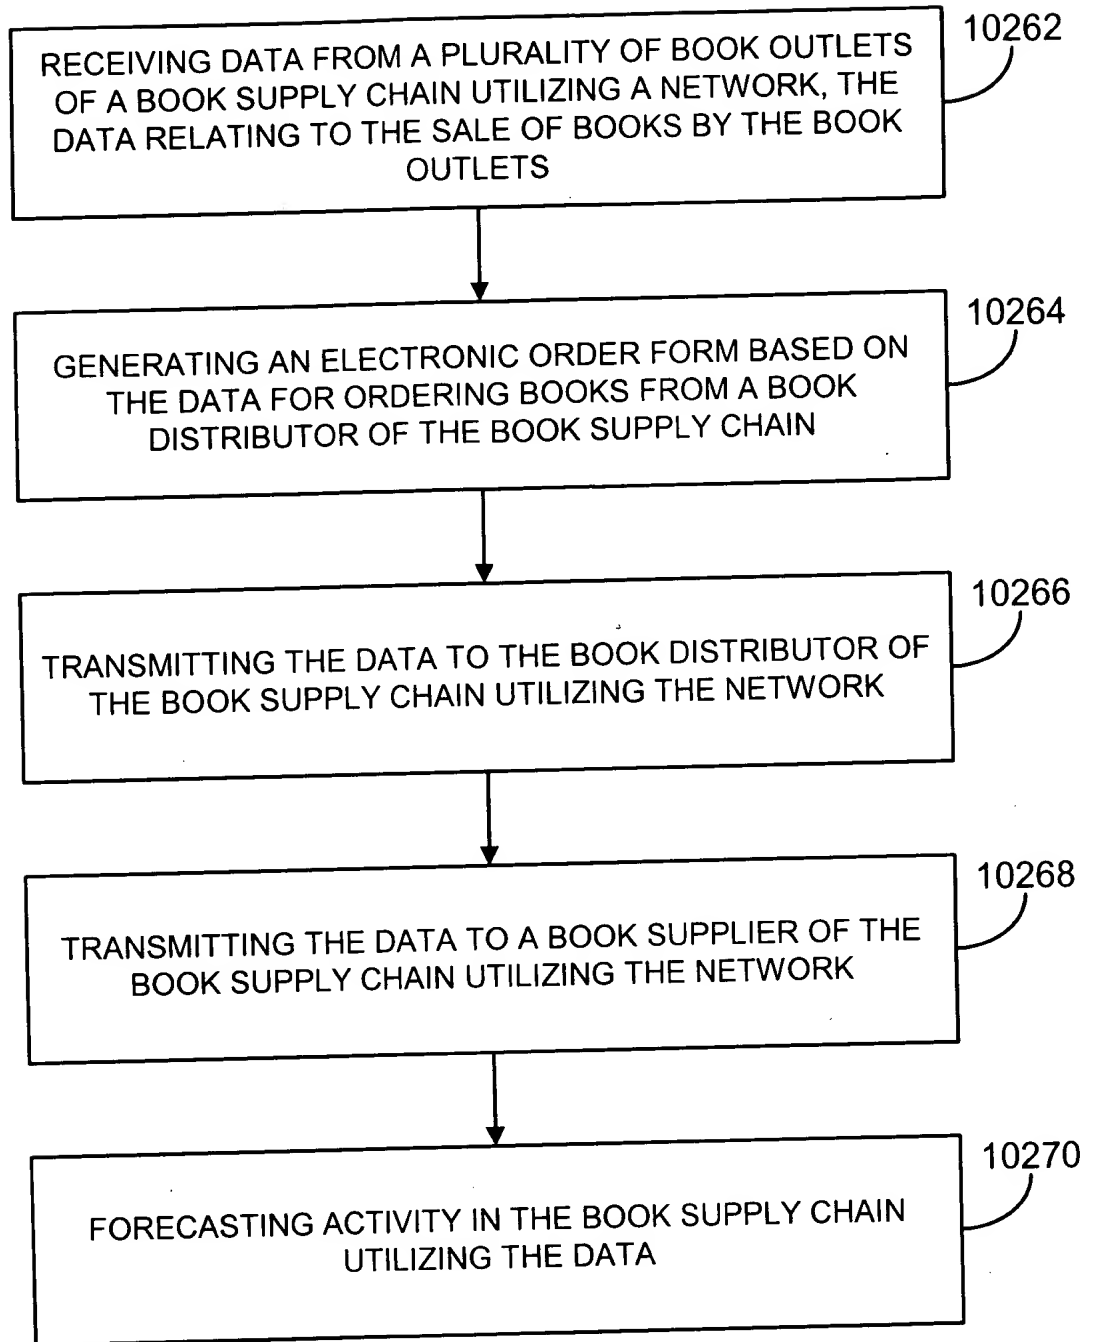 10262
RECEIVING DATA FROM A PLURALITY OF BOOK OUTLETS
OF A BOOK SUPPLY CHAIN UTILIZING A NETWORK, THE
DATA RELATING TO THE SALE OF BOOKS BY THE BOOK
OUTLETS
10264
GENERATING AN ELECTRONIC ORDER FORM BASED ON
THE DATA FOR ORDERING BOOKS FROM A BOOK
DISTRIBUTOR OF THE BOOK SUPPLY CHAIN
10266
TRANSMITTING THE DATA TO THE BOOK DISTRIBUTOR OF
THE BOOK SUPPLY CHAIN UTILIZING THE NETWORK
10268
TRANSMITTING THE DATA TO A BOOK SUPPLIER OF THE
BOOK SUPPLY CHAIN UTILIZING THE NETWORK
10270
FORECASTING ACTIVITY IN THE BOOK SUPPLY CHAIN
UTILIZING THE DATA